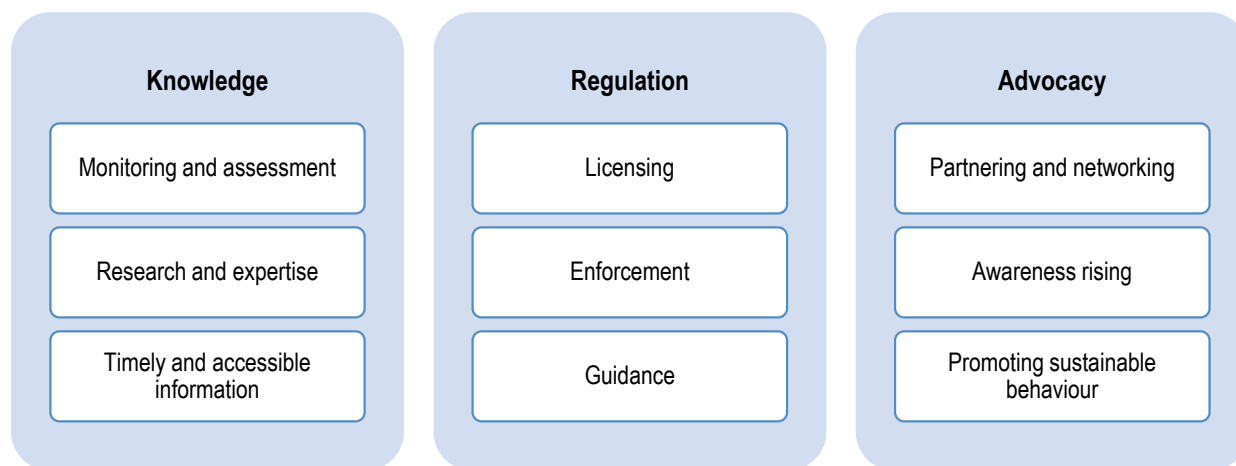 Knowledge
Monitoring and assessment
Research and expertise
Timely and accessible
information
Regulation
Licensing
Enforcement
Guidance
Advocacy
Partnering and networking
Awareness rising
Promoting sustainable
behaviour